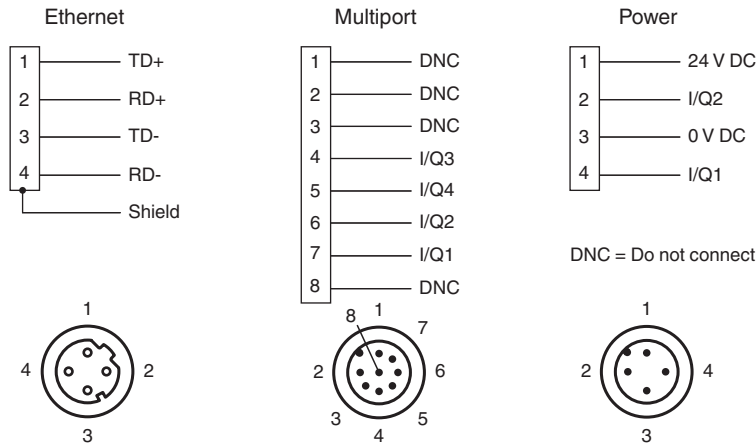 Ethernet
1 TD+
2 RD+
3 TD-
4 RD-
Shield
Multiport
1 DNC
2 DNC
3 DNC
4 I/Q3
5 I/Q4
6 I/Q2
7 I/Q1
8 DNC
Power
1 24 V DC
2 I/Q2
3 0 V DC
4 I/Q1
DNC = Do not connect
1
4 2
3
8 1 7
2 6
3 4 5
1
2 4
3